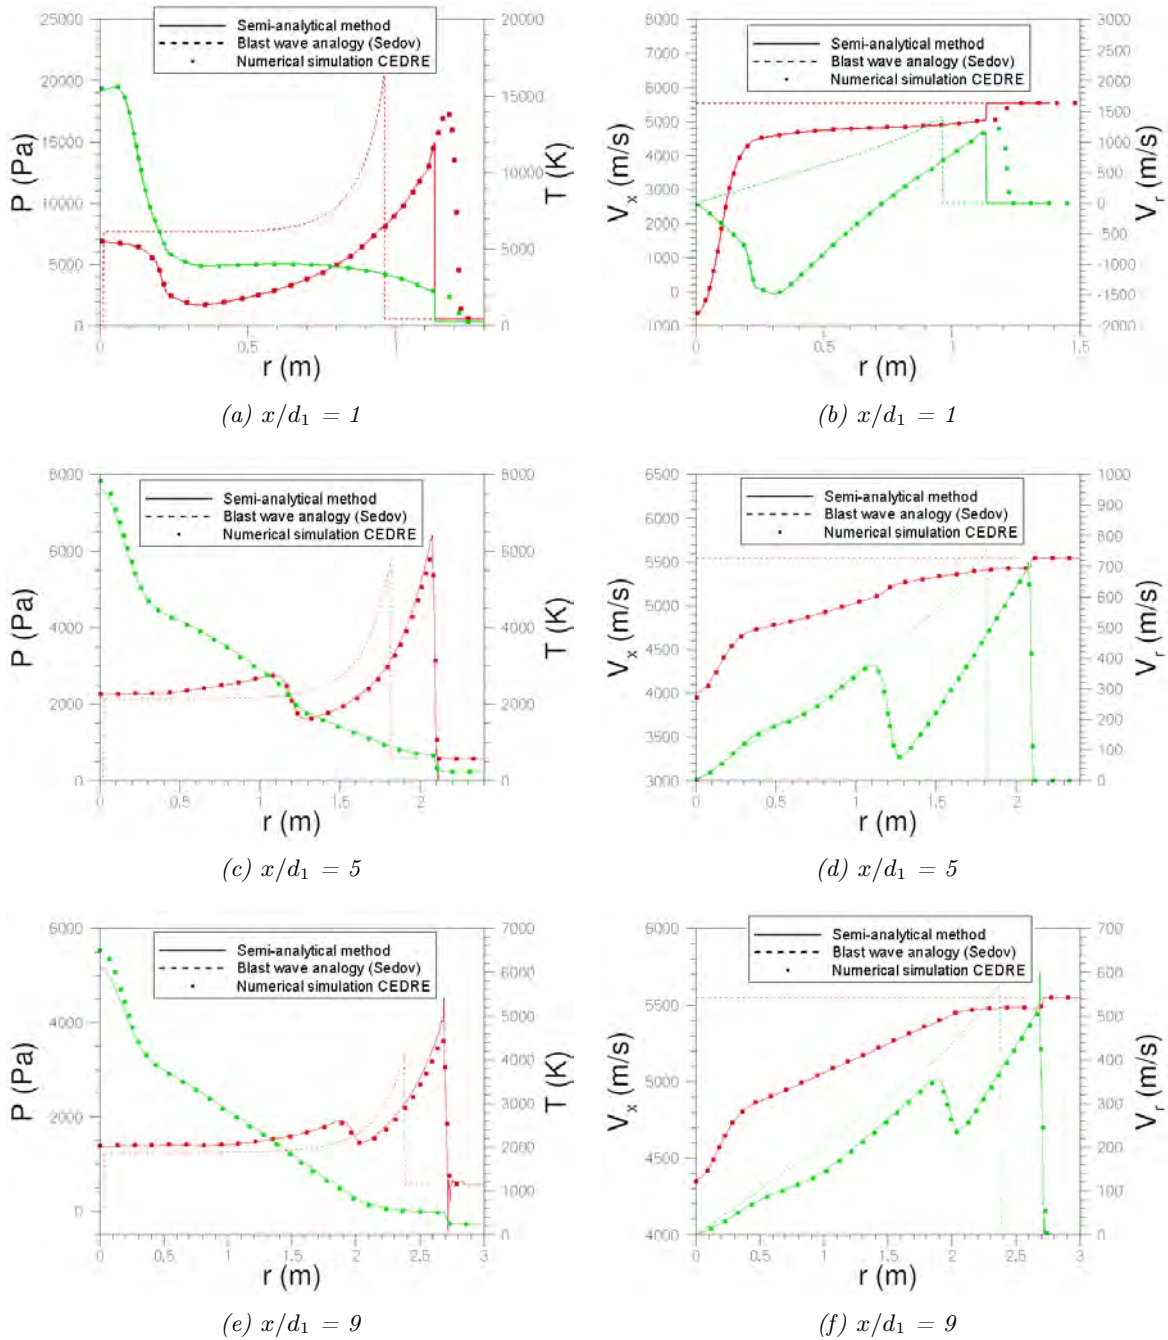 Semi-analytical method
Blast wave analogy (Sedov)
Numerical simulation CEDRE
P (Pa)
25000
20000
15000
10000
5000
0
T (K)
20000
15000
10000
5000
0
0
0.5
1
r (m)
(a) x/d₁ = 1
Semi-analytical method
Blast wave analogy (Sedov)
Numerical simulation CEDRE
Vₓ (m/s)
8000
7000
6000
5000
4000
3000
2000
1000
0
1000
Vᵣ (m/s)
3000
2500
2000
1500
1000
500
0
-500
-1000
-1500
-2000
0
0.5
1
1.5
r (m)
(b) x/d₁ = 1
Semi-analytical method
Blast wave analogy (Sedov)
Numerical simulation CEDRE
P (Pa)
8000
6000
4000
2000
0
T (K)
8000
6000
4000
2000
0
0
0.5
1
1.5
2
r (m)
(c) x/d₁ = 5
Semi-analytical method
Blast wave analogy (Sedov)
Numerical simulation CEDRE
Vₓ (m/s)
6500
6000
5500
5000
4500
4000
3500
3000
Vᵣ (m/s)
1000
900
800
700
600
500
400
300
200
100
0
0
0.5
1
1.5
2
r (m)
(d) x/d₁ = 5
Semi-analytical method
Blast wave analogy (Sedov)
Numerical simulation CEDRE
P (Pa)
6000
4000
2000
0
T (K)
7000
6000
5000
4000
3000
2000
1000
0
0
0.5
1
1.5
2
2.5
3
r (m)
(e) x/d₁ = 9
Semi-analytical method
Blast wave analogy (Sedov)
Numerical simulation CEDRE
Vₓ (m/s)
6000
5500
5000
4500
4000
Vᵣ (m/s)
700
600
500
400
300
200
100
0
0
0.5
1
1.5
2
2.5
3
r (m)
(f) x/d₁ = 9